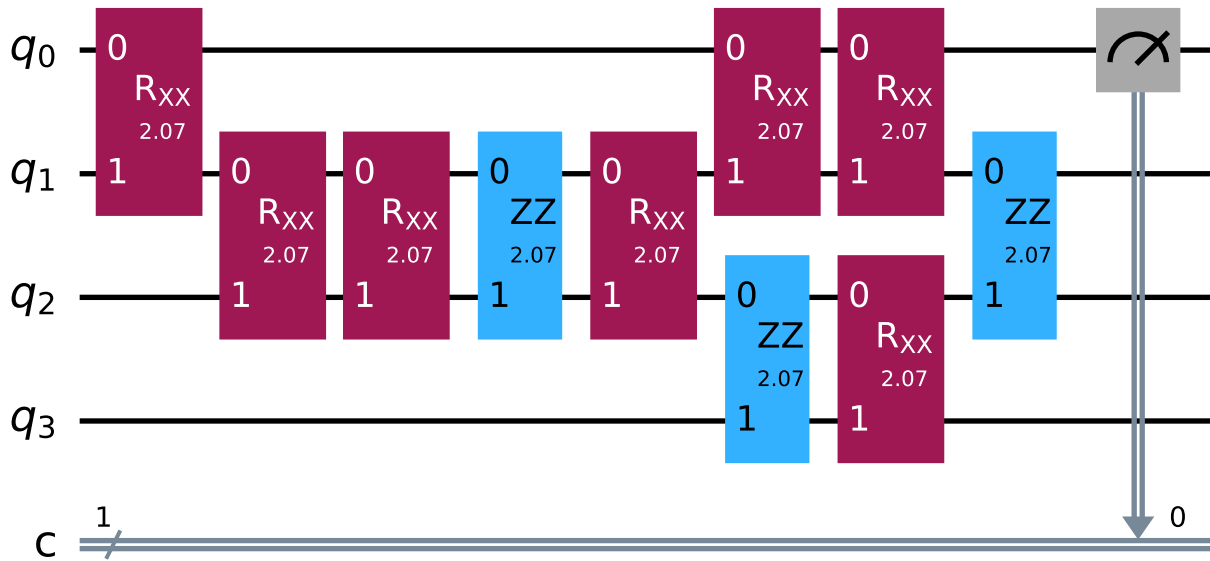 q0 0 0 0
RXX RXX RXX
2.07 2.07 2.07
q1 1 0 0 0 0 1 1 0
RXX RXX ZZ RXX ZZ
2.07 2.07 2.07 2.07 2.07
q2 1 1 1 1 0 0 1
ZZ RXX
2.07 2.07
q3 1 1
1 0
c